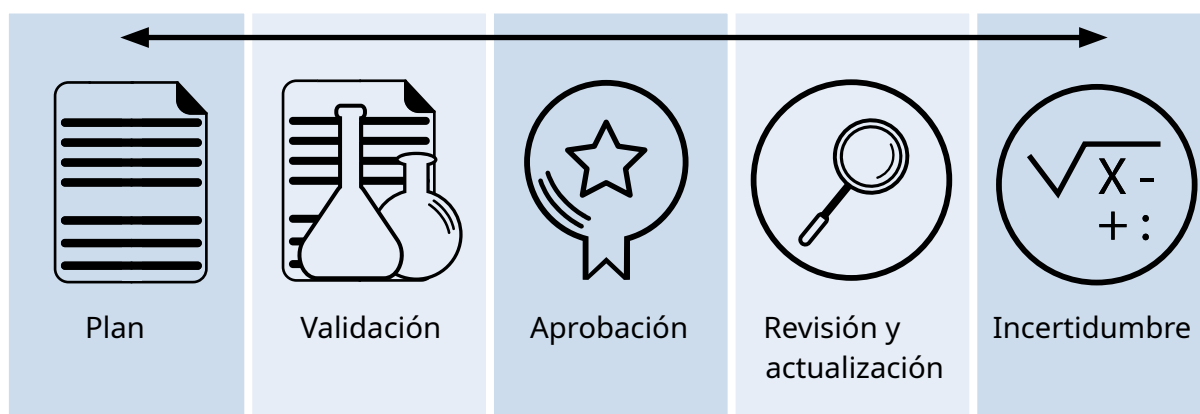 Plan
Validación
Aprobación
Revisión y
actualización
Incertidumbre
X -
+ :